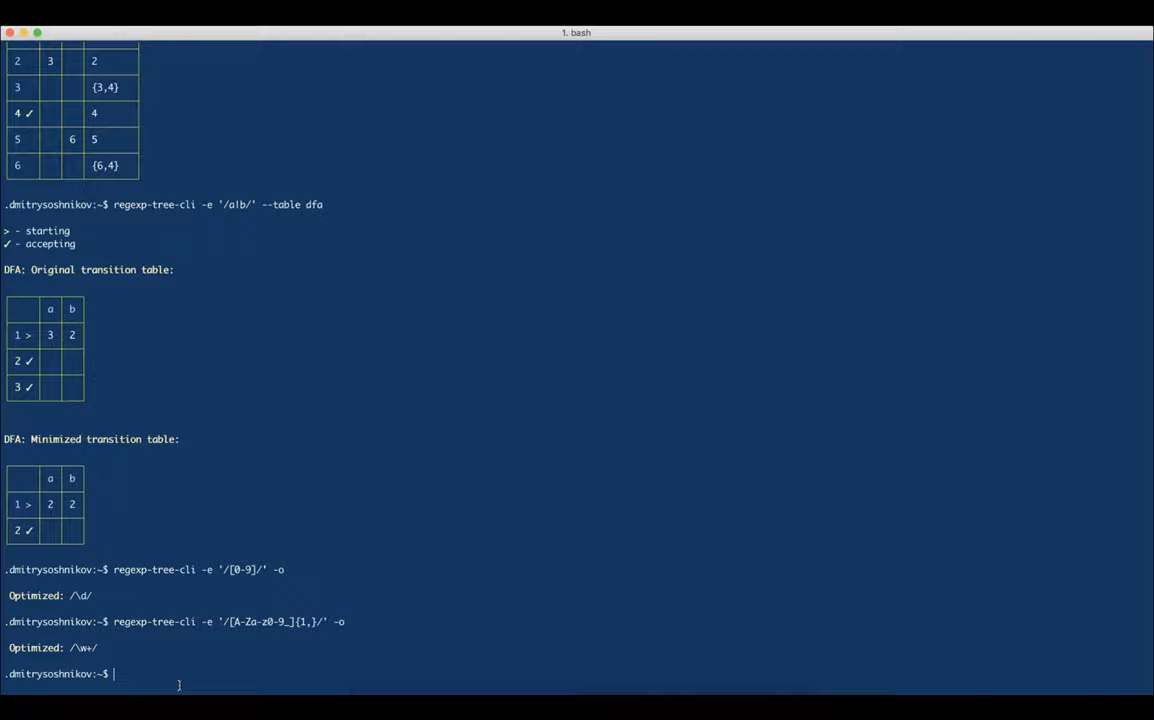 1. bash
2 3 2
3 {3,4}
4 ✓ 4
5 6 5
6 {6,4}
.dmitrysoshnikov:~$ regexp-tree-cli -e '/a|b/' --table dfa
> - starting
✓ - accepting
DFA: Original transition table:
a b
1 > 3 2
2 ✓
3 ✓
DFA: Minimized transition table:
a b
1 > 2 2
2 ✓
.dmitrysoshnikov:~$ regexp-tree-cli -e '/[0-9]/' -o
Optimized: /\d/
.dmitrysoshnikov:~$ regexp-tree-cli -e '/[A-Za-z0-9_]{1,}/' -o
Optimized: /\w+/
.dmitrysoshnikov:~$